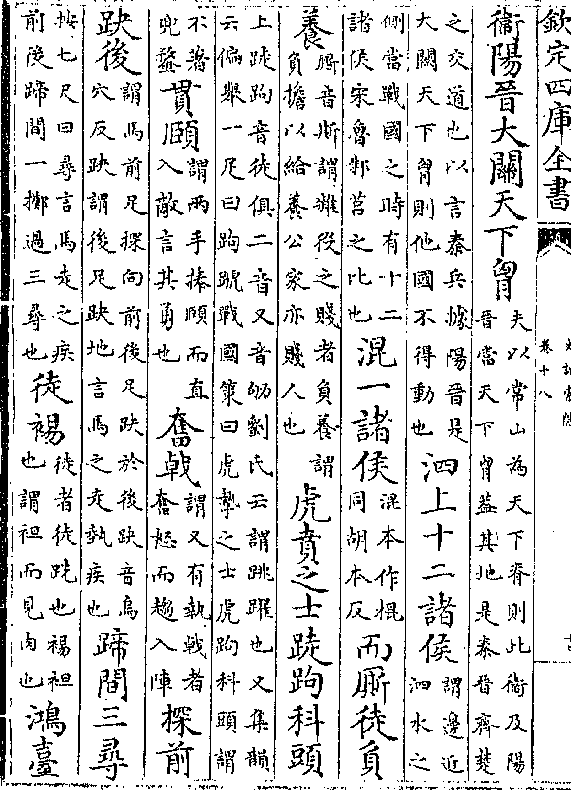 欽定四庫全書
史記索隱
卷十八
衞陽晉大關天下胷夫以常山為天下脊則此衛及陽晉當天下胷葢其地是秦晉齊楚
之交道也以言秦兵據陽晉是大關天下胷則他國不得動也泗上十二諸侯謂邊近泗水之
側當戰國之時有十二諸侯宋魯邾莒之比也混一諸侯混本作棍同胡本反而厮徒負
養厮音斯謂雜役之賤者負養謂負擔以給養公家亦賤人也虎賁之士跿跔科頭
上跿跔音徒俱二音又音劬劉氏云謂跳躍也又集韻云偏舉一足曰跔戰國策曰虎摯之士虎跔科頭謂
不着兜鍪貫頤謂兩手捧頤而直入敵言其勇也奮戟謂又有執戟者奮怒而趨入陣探前
趹後謂馬前足探向前後足趹於後趹音烏穴反趹謂後足趹地言馬之走埶疾也蹄間三尋
按七尺曰尋言馬走之疾前後蹄間一擲過三尋也徒裼徒者徒跣也裼袒也謂袒而見肉也鴻臺